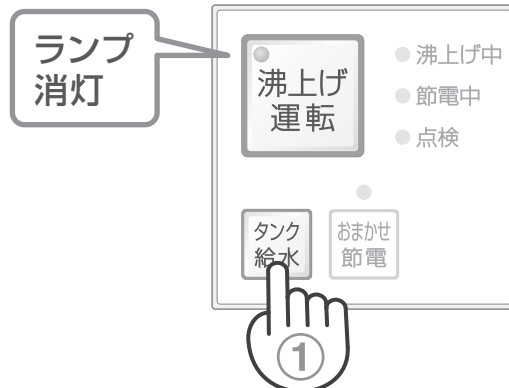 ランプ
消灯
沸上げ
運転
沸上げ中
節電中
点検
タンク
給水
おまかせ
節電
①